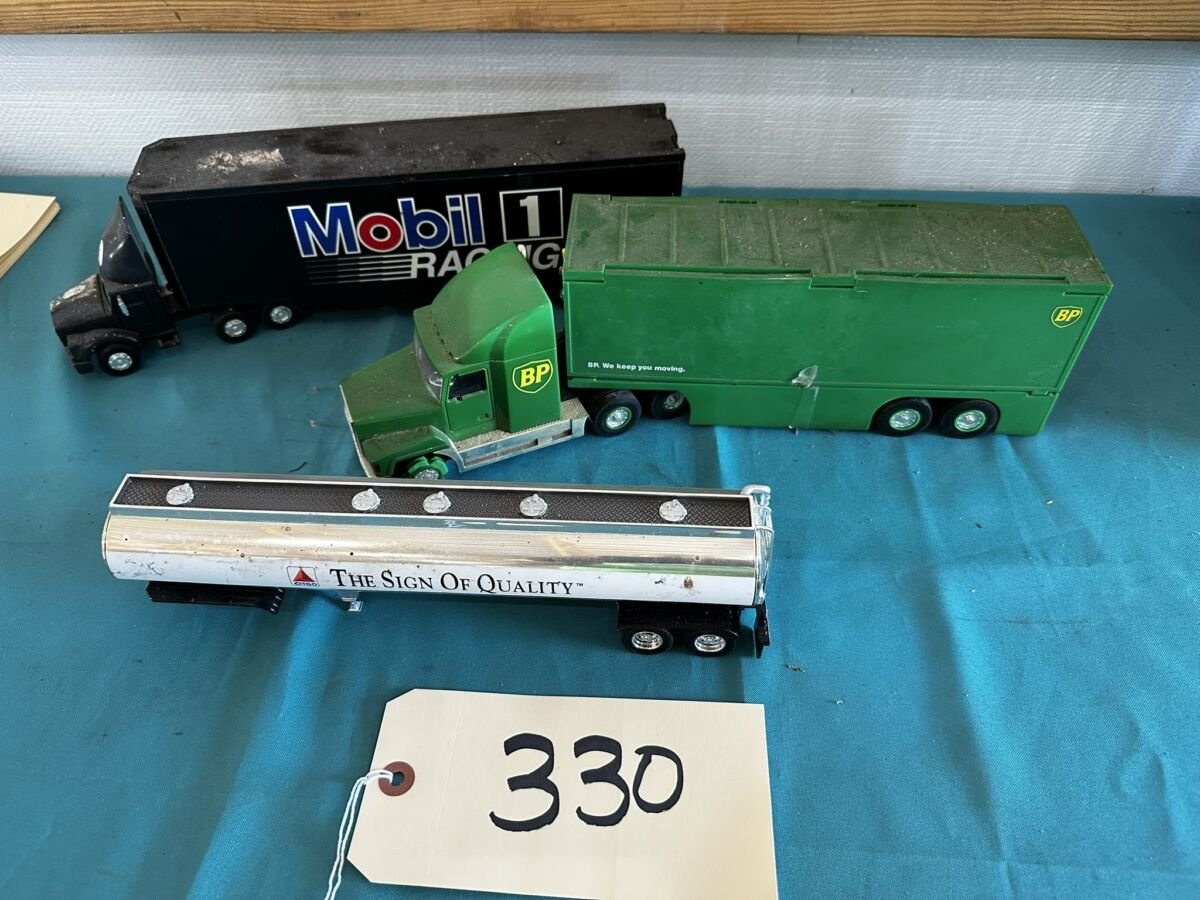 Mobil 1
RACING
BP
BP
BP. We keep you moving.
CITGO
THE SIGN OF QUALITY™
330